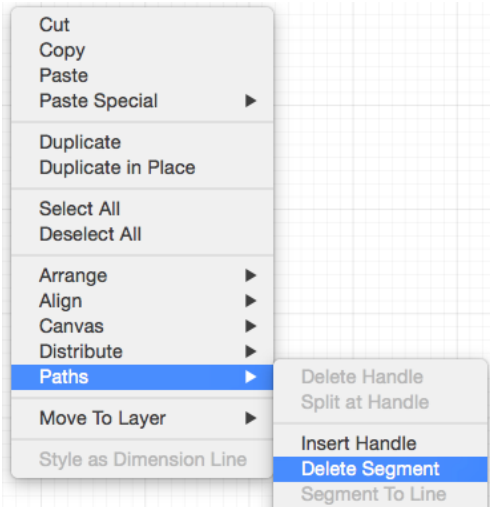 Cut
Copy
Paste
Paste Special
Duplicate
Duplicate in Place
Select All
Deselect All
Arrange
Align
Canvas
Distribute
Paths
Move To Layer
Style as Dimension Line
Delete Handle
Split at Handle
Insert Handle
Delete Segment
Segment To Line